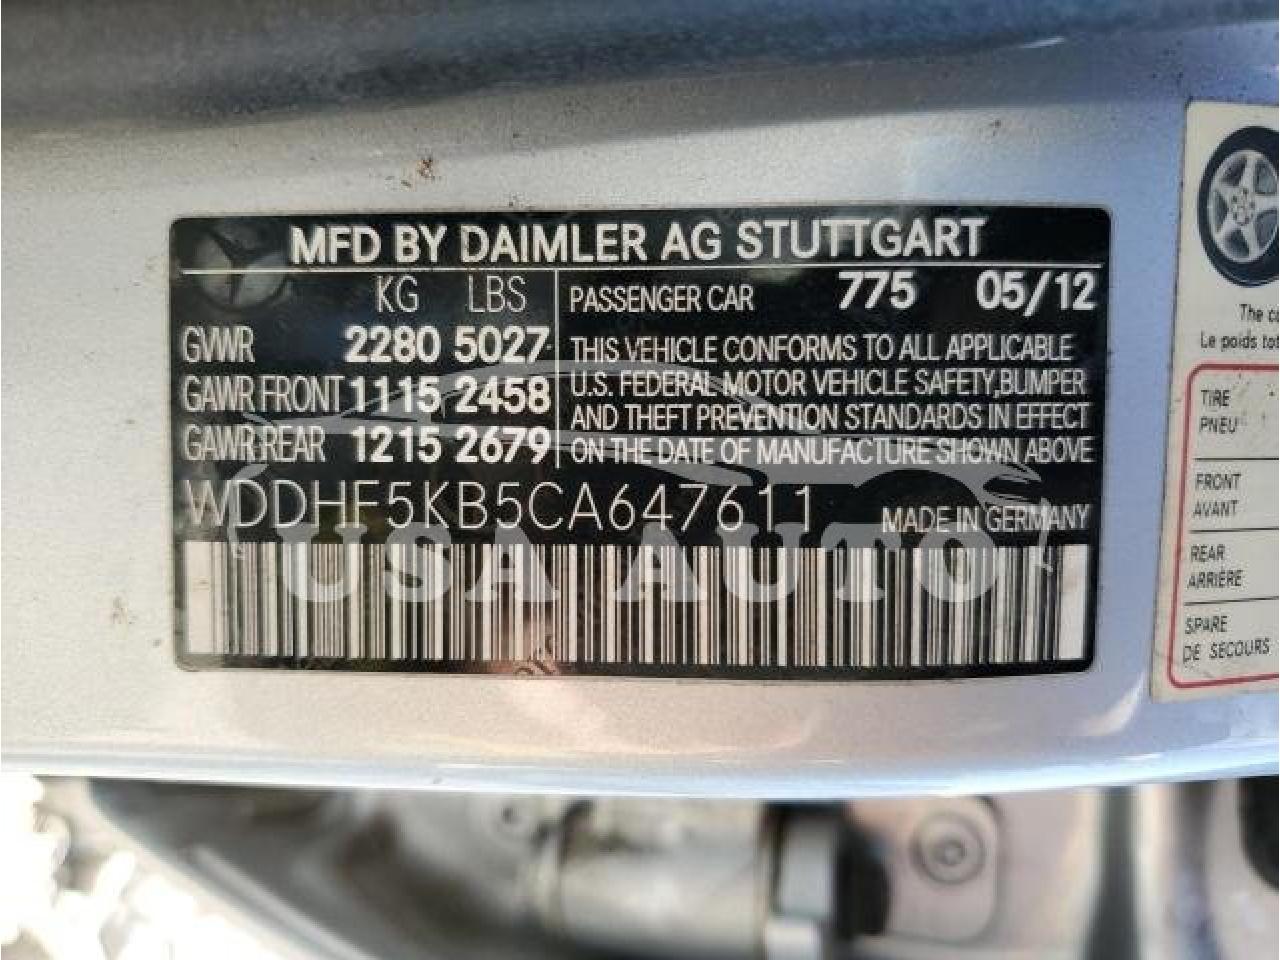 MFD BY DAIMLER AG STUTTGART
KG LBS
PASSENGER CAR 775 05/12
GVWR 2280 5027
GAWR FRONT 1115 2458
GAWR REAR 1215 2679
THIS VEHICLE CONFORMS TO ALL APPLICABLE
U.S. FEDERAL MOTOR VEHICLE SAFETY, BUMPER
AND THEFT PREVENTION STANDARDS IN EFFECT
ON THE DATE OF MANUFACTURE SHOWN ABOVE
WDDHF5KB5CA647611 MADE IN GERMANY
USA AUTO
The
Le poids
TIRE
PNEU
FRONT
AVANT
REAR
ARRIÈRE
SPARE
DE SECOURS